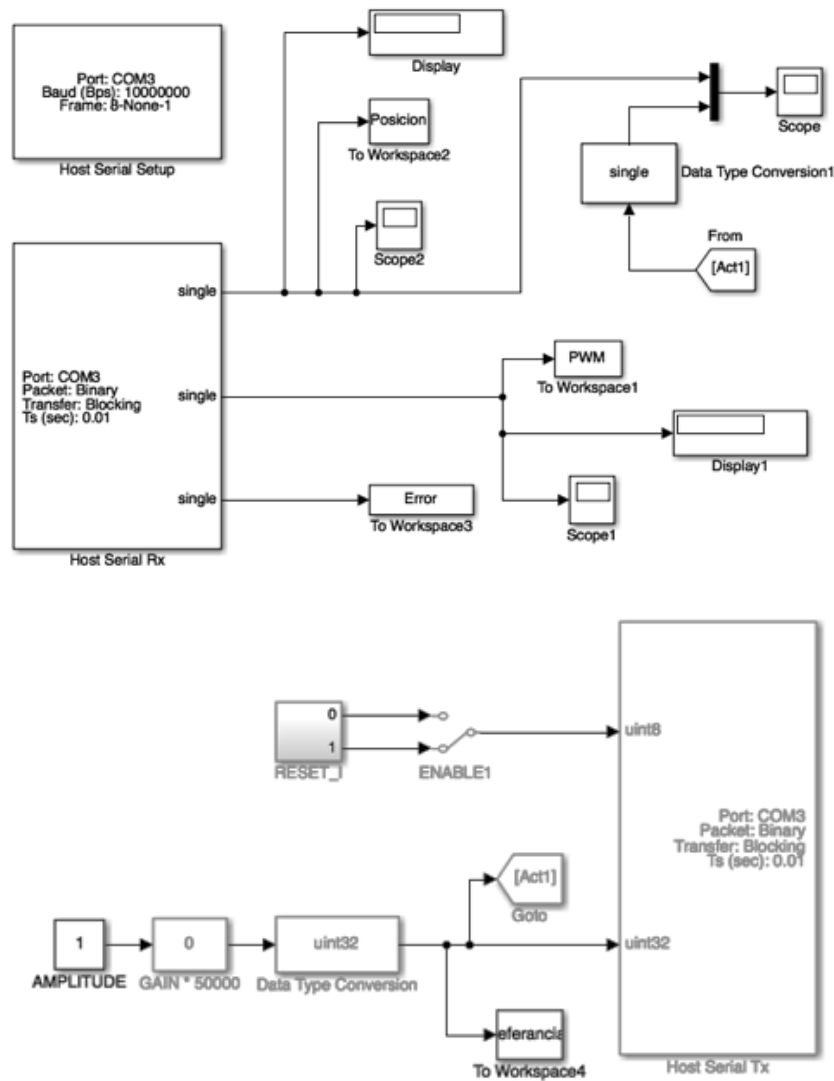 Port: COM3
Baud (Bps): 10000000
Frame: 8-None-1
Host Serial Setup
Display
Posicion
To Workspace2
Scope2
Scope
single
Data Type Conversion1
From
[Act1]
single
single
single
Port: COM3
Packet: Binary
Transfer: Blocking
Ts (sec): 0.01
Host Serial Rx
PWM
To Workspace1
Display1
Scope1
Error
To Workspace3
0
1
RESET_I
ENABLE1
uint8
Port: COM3
Packet: Binary
Transfer: Blocking
Ts (sec): 0.01
uint32
Host Serial Tx
[Act1]
Goto
1
AMPLITUDE
0
GAIN * 50000
uint32
Data Type Conversion
eferancia
To Workspace4